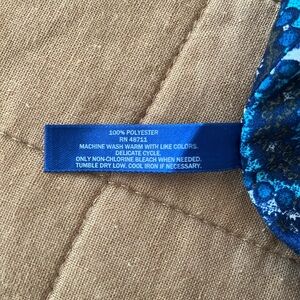 100% POLYESTER
RN 48711
MACHINE WASH WARM WITH LIKE COLORS.
DELICATE CYCLE.
ONLY NON-CHLORINE BLEACH WHEN NEEDED.
TUMBLE DRY LOW. COOL IRON IF NECESSARY.